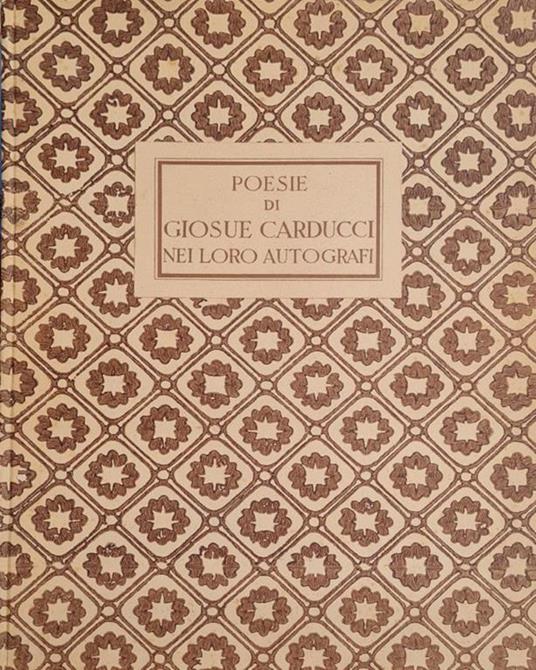 POESIE
DI
GIOSUE CARDUCCI
NEI LORO AUTOGRAFI